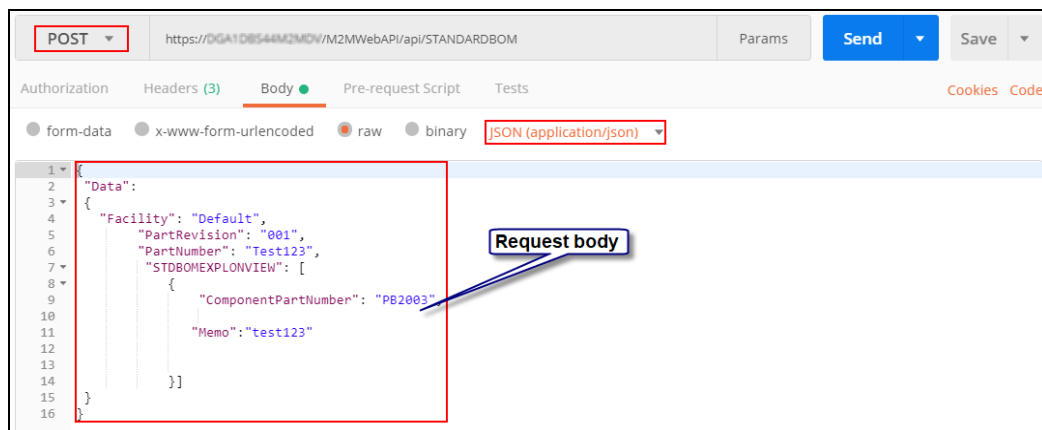 POST https:// /M2MWebAPI/api/STANDARDBOM Params Send Save
Authorization Headers (3) Body Pre-request Script Tests Cookies Code
form-data x-www-form-urlencoded raw binary JSON (application/json)
1 {
2 "Data":
3 {
4 "Facility": "Default",
5 "PartRevision": "001",
6 "PartNumber": "Test123",
7 "STDBOMEXPLONVIEW": [
8 {
9 "ComponentPartNumber": "PB2003",
10
11 "Memo":"test123"
12
13
14 }]
15 }
16 }
Request body